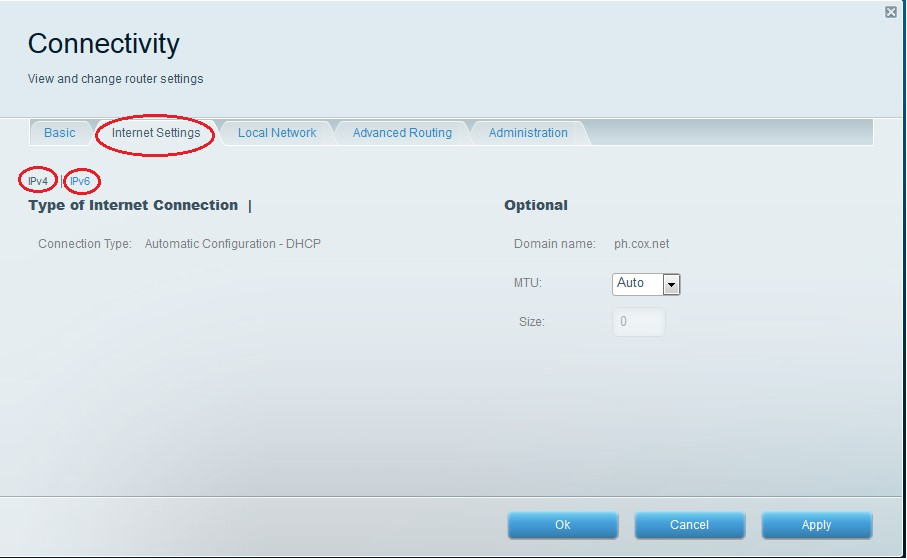 Connectivity
View and change router settings
Basic Internet Settings Local Network Advanced Routing Administration
IPv4 | IPv6
Type of Internet Connection | Optional
Connection Type: Automatic Configuration - DHCP Domain name: ph.cox.net
MTU: Auto
Size: 0
Ok Cancel Apply